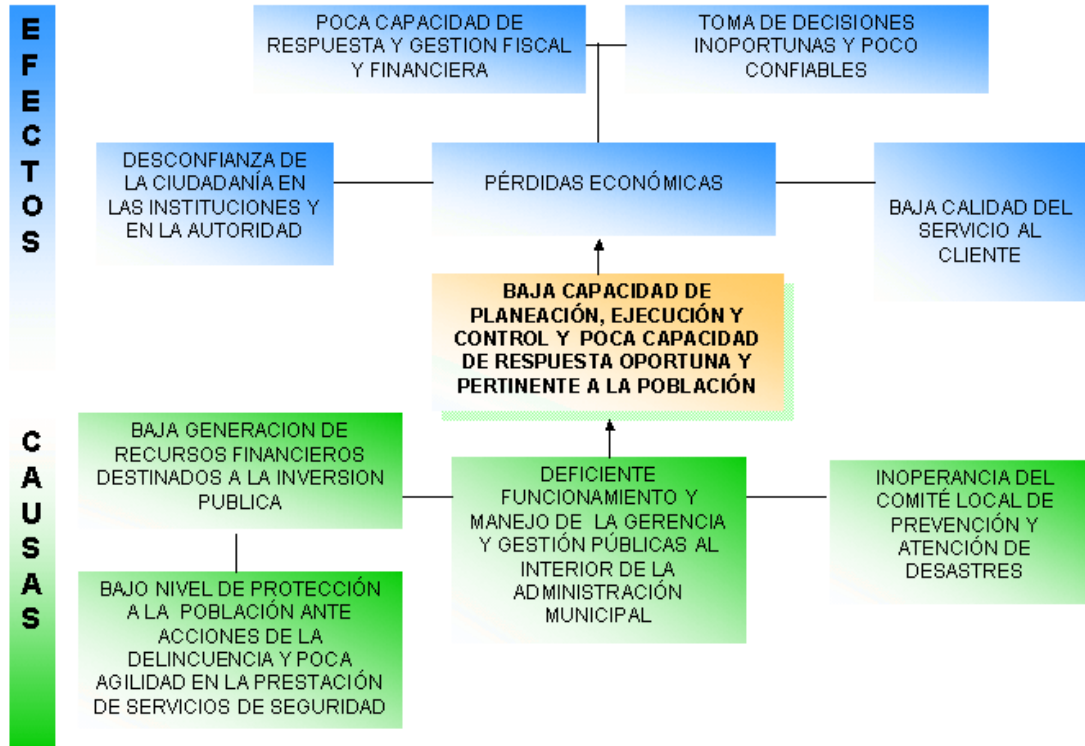 EFECTOS
POCA CAPACIDAD DE
RESPUESTA Y GESTION FISCAL
Y FINANCIERA
TOMA DE DECISIONES
INOPORTUNAS Y POCO
CONFIABLES
DESCONFIANZA DE
LA CIUDADANÍA EN
LAS INSTITUCIONES Y
EN LA AUTORIDAD
PÉRDIDAS ECONÓMICAS
BAJA CALIDAD DEL
SERVICIO AL
CLIENTE
BAJA CAPACIDAD DE
PLANEACIÓN, EJECUCIÓN Y
CONTROL Y POCA CAPACIDAD
DE RESPUESTA OPORTUNA Y
PERTINENTE A LA POBLACIÓN
CAUSAS
BAJA GENERACION DE
RECURSOS FINANCIEROS
DESTINADOS A LA INVERSION
PUBLICA
DEFICIENTE
FUNCIONAMIENTO Y
MANEJO DE LA GERENCIA
Y GESTIÓN PÚBLICAS AL
INTERIOR DE LA
ADMINISTRACIÓN
MUNICIPAL
INOPERANCIA DEL
COMITÉ LOCAL DE
PREVENCIÓN Y
ATENCIÓN DE
DESASTRES
BAJO NIVEL DE PROTECCIÓN
A LA POBLACIÓN ANTE
ACCIONES DE LA
DELINCUENCIA Y POCA
AGILIDAD EN LA PRESTACIÓN
DE SERVICIOS DE SEGURIDAD